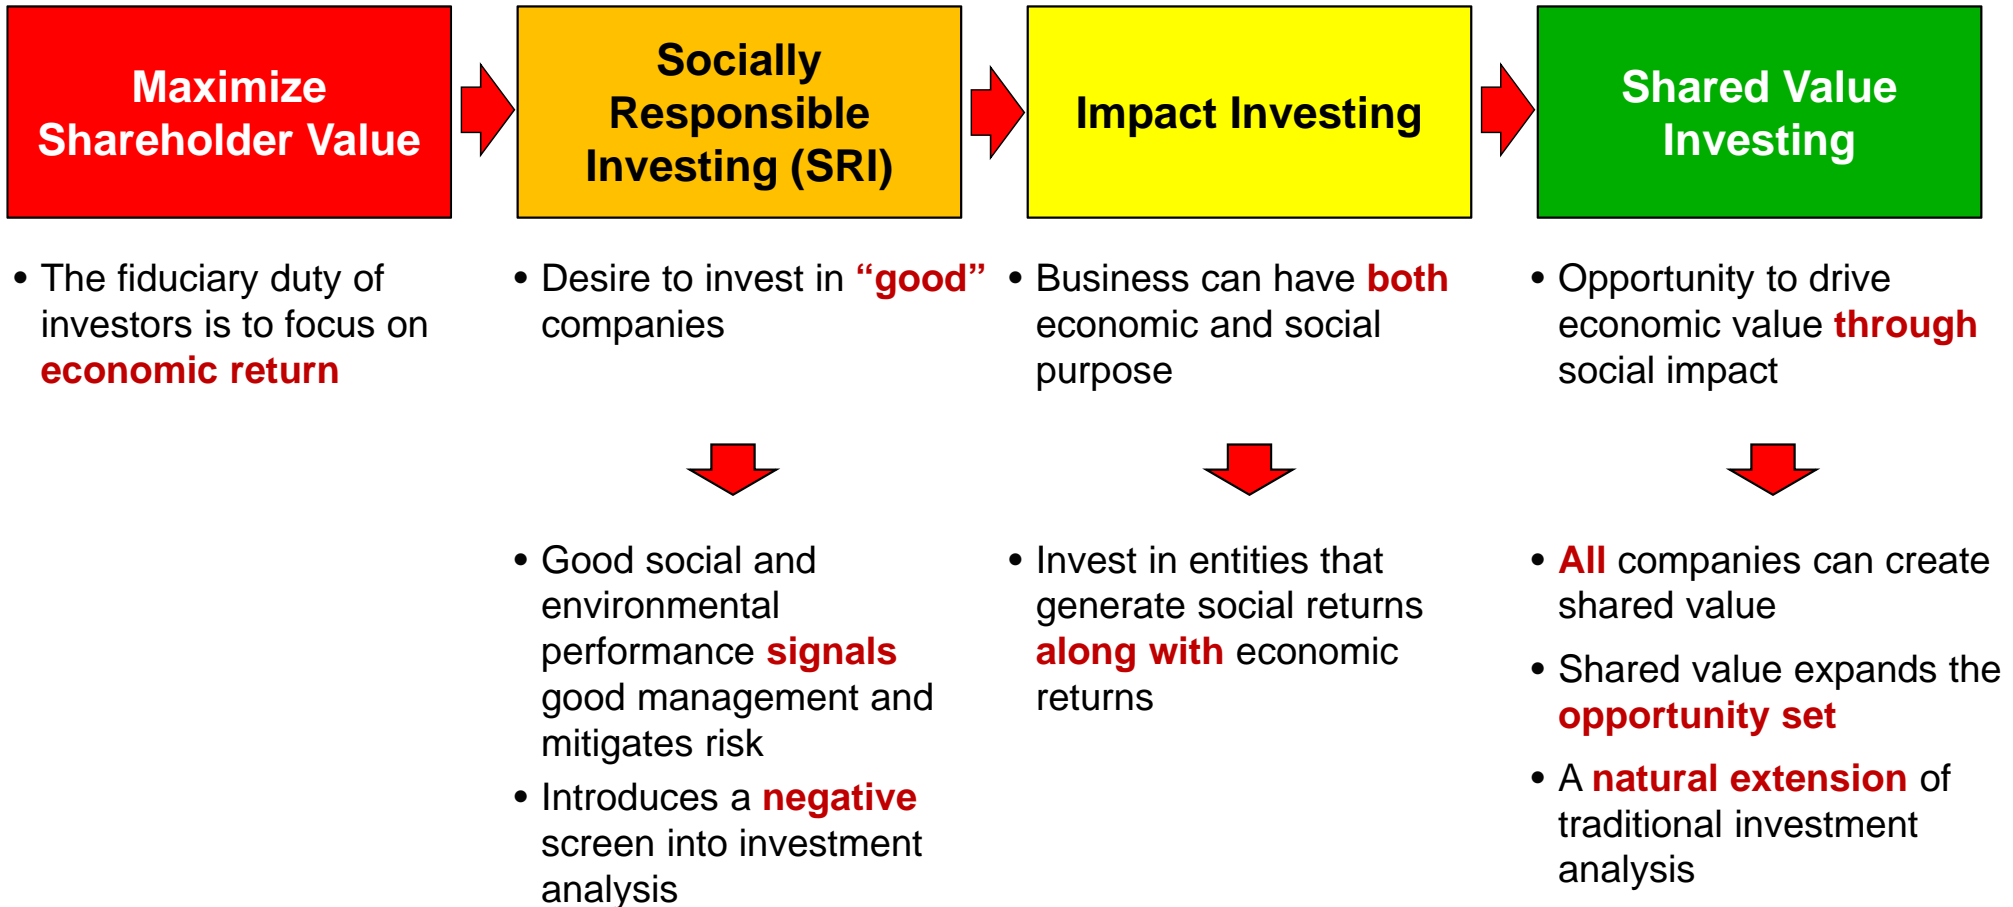 Maximize
Shareholder Value
Socially
Responsible
Investing (SRI)
Impact Investing
Shared Value
Investing
• The fiduciary duty of
investors is to focus on
economic return
• Desire to invest in “good”
companies
• Business can have both
economic and social
purpose
• Opportunity to drive
economic value through
social impact
• Good social and
environmental
performance signals
good management and
mitigates risk
• Introduces a negative
screen into investment
analysis
• Invest in entities that
generate social returns
along with economic
returns
• All companies can create
shared value
• Shared value expands the
opportunity set
• A natural extension of
traditional investment
analysis